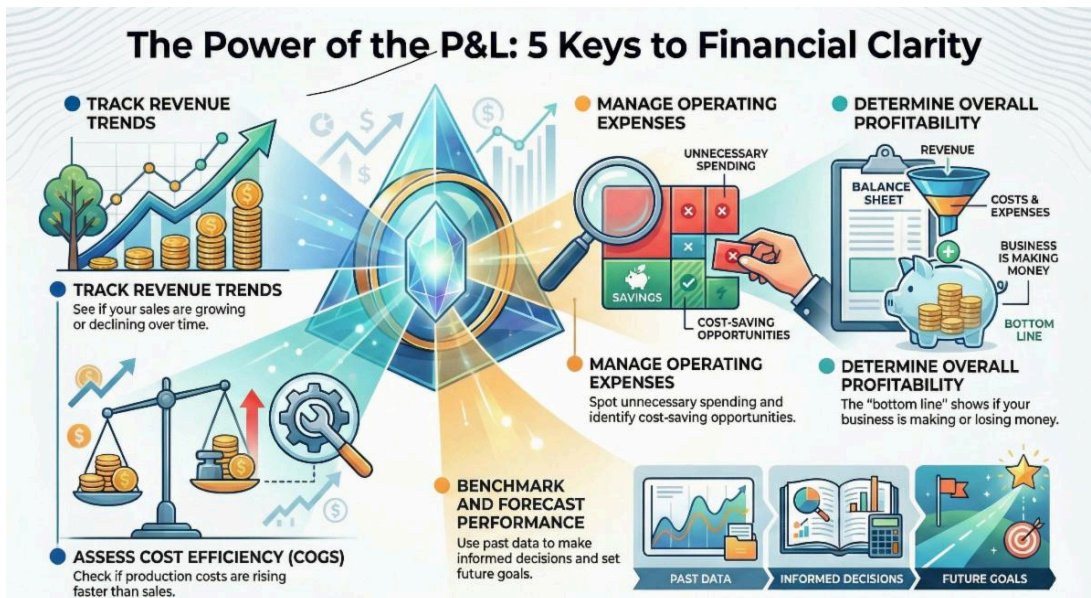 The Power of the P&L: 5 Keys to Financial Clarity
TRACK REVENUE
TRENDS
TRACK REVENUE TRENDS
See if your sales are growing
or declining over time.
ASSESS COST EFFICIENCY (COGS)
Check if production costs are rising
faster than sales.
MANAGE OPERATING
EXPENSES
UNNECESSARY
SPENDING
SAVINGS
COST-SAVING
OPPORTUNITIES
MANAGE OPERATING
EXPENSES
Spot unnecessary spending and
identify cost-saving opportunities.
DETERMINE OVERALL
PROFITABILITY
REVENUE
BALANCE
SHEET
COSTS &
EXPENSES
BUSINESS
IS MAKING
MONEY
BOTTOM
LINE
DETERMINE OVERALL
PROFITABILITY
The “bottom line” shows if your
business is making or losing money.
BENCHMARK
AND FORECAST
PERFORMANCE
Use past data to make
informed decisions and set
future goals.
PAST DATA
INFORMED DECISIONS
FUTURE GOALS